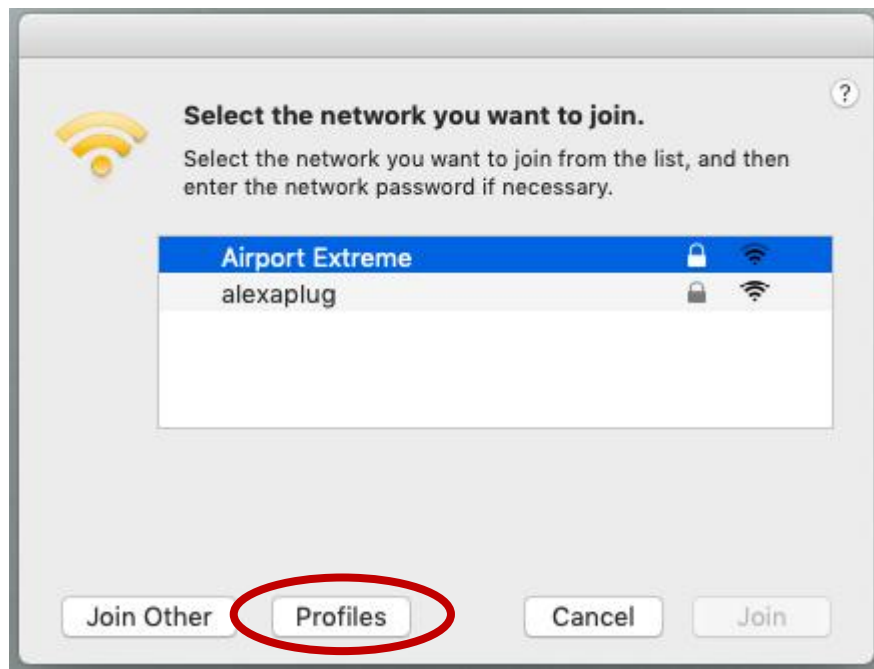 ?
Select the network you want to join.
Select the network you want to join from the list, and then
enter the network password if necessary.
Airport Extreme
alexaplug
Join Other Profiles Cancel Join